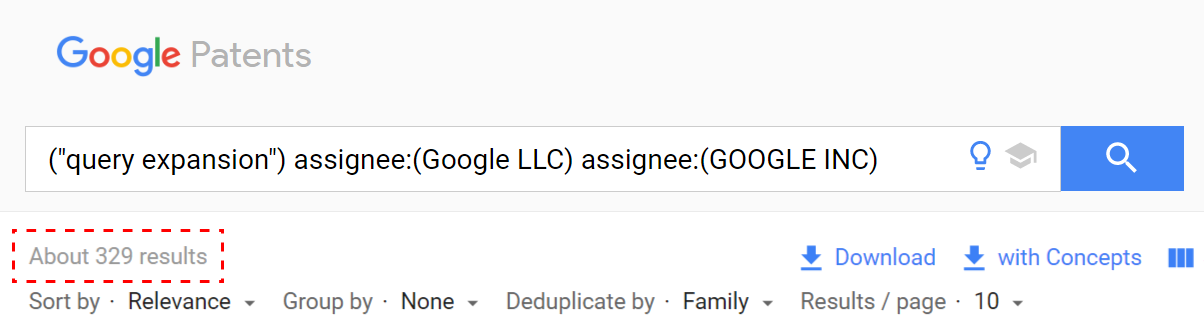 Google Patents
("query expansion") assignee:(Google LLC) assignee:(GOOGLE INC)
About 329 results Download with Concepts
Sort by · Relevance Group by · None Deduplicate by · Family Results / page · 10